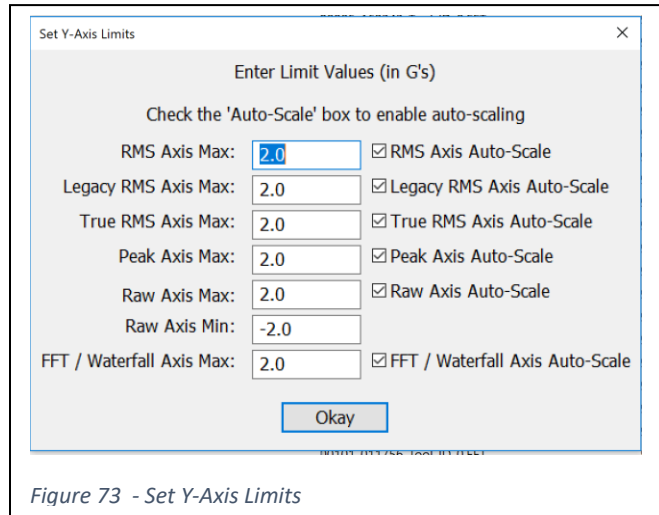 Set Y-Axis Limits
Enter Limit Values (in G's)
Check the 'Auto-Scale' box to enable auto-scaling
RMS Axis Max: 2.0 RMS Axis Auto-Scale
Legacy RMS Axis Max: 2.0 Legacy RMS Axis Auto-Scale
True RMS Axis Max: 2.0 True RMS Axis Auto-Scale
Peak Axis Max: 2.0 Peak Axis Auto-Scale
Raw Axis Max: 2.0 Raw Axis Auto-Scale
Raw Axis Min: -2.0
FFT / Waterfall Axis Max: 2.0 FFT / Waterfall Axis Auto-Scale
Okay
Figure 73 - Set Y-Axis Limits